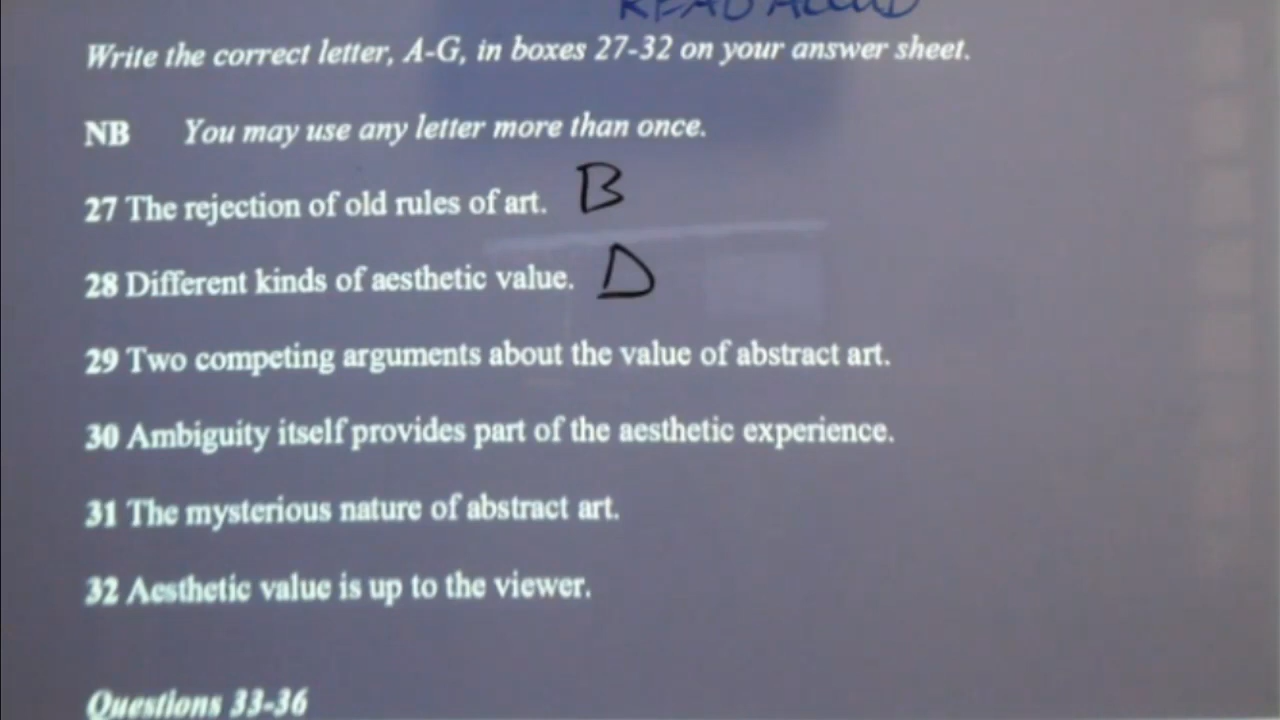 READ ALOUD
Write the correct letter, A-G, in boxes 27-32 on your answer sheet.
NB You may use any letter more than once.
27 The rejection of old rules of art. B
28 Different kinds of aesthetic value. D
29 Two competing arguments about the value of abstract art.
30 Ambiguity itself provides part of the aesthetic experience.
31 The mysterious nature of abstract art.
32 Aesthetic value is up to the viewer.
Questions 33-36